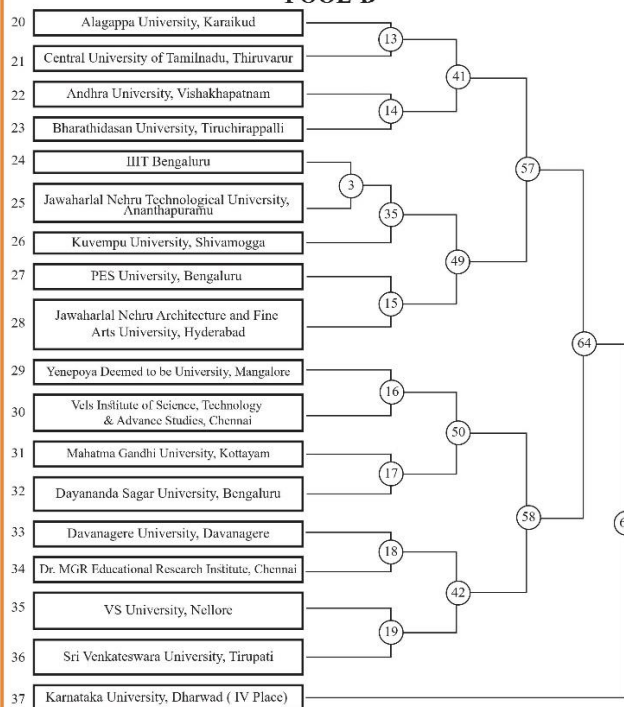 20 Alagappa University, Karaikud
13
21 Central University of Tamilnadu, Thiruvarur
41
22 Andhra University, Vishakhapatnam
14
23 Bharathidasan University, Tiruchirappalli
57
24 IIIT Bengaluru
3
25 Jawaharlal Nehru Technological University,
Ananthapuramu
35
26 Kuvempu University, Shivamogga
49
27 PES University, Bengaluru
15
28 Jawaharlal Nehru Architecture and Fine
Arts University, Hyderabad
64
29 Yenepoya Deemed to be University, Mangalore
16
30 Vels Institute of Science, Technology
& Advance Studies, Chennai
50
31 Mahatma Gandhi University, Kottayam
17
32 Dayananda Sagar University, Bengaluru
58
33 Davanagere University, Davanagere
18
34 Dr. MGR Educational Research Institute, Chennai
42
35 VS University, Nellore
19
36 Sri Venkateswara University, Tirupati
37 Karnataka University, Dharwad ( IV Place)